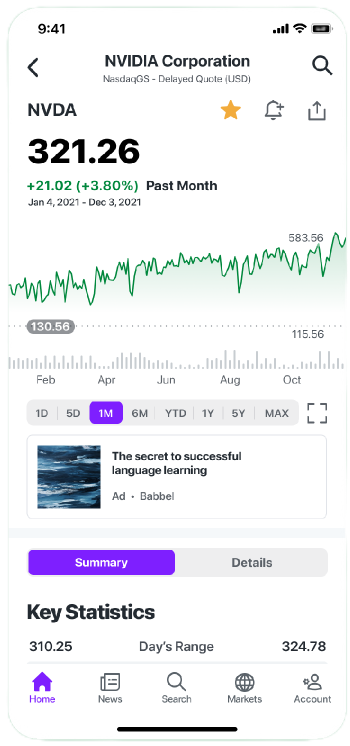 9:41
NVIDIA Corporation
NasdaqGS - Delayed Quote (USD)
NVDA
321.26
+21.02 (+3.80%) Past Month
Jan 4, 2021 - Dec 3, 2021
583.56
130.56
115.56
Feb Apr Jun Aug Oct
1D 5D 1M 6M YTD 1Y 5Y MAX
The secret to successful
language learning
Ad • Babbel
Summary Details
Key Statistics
310.25 Day's Range 324.78
Home News Search Markets Account